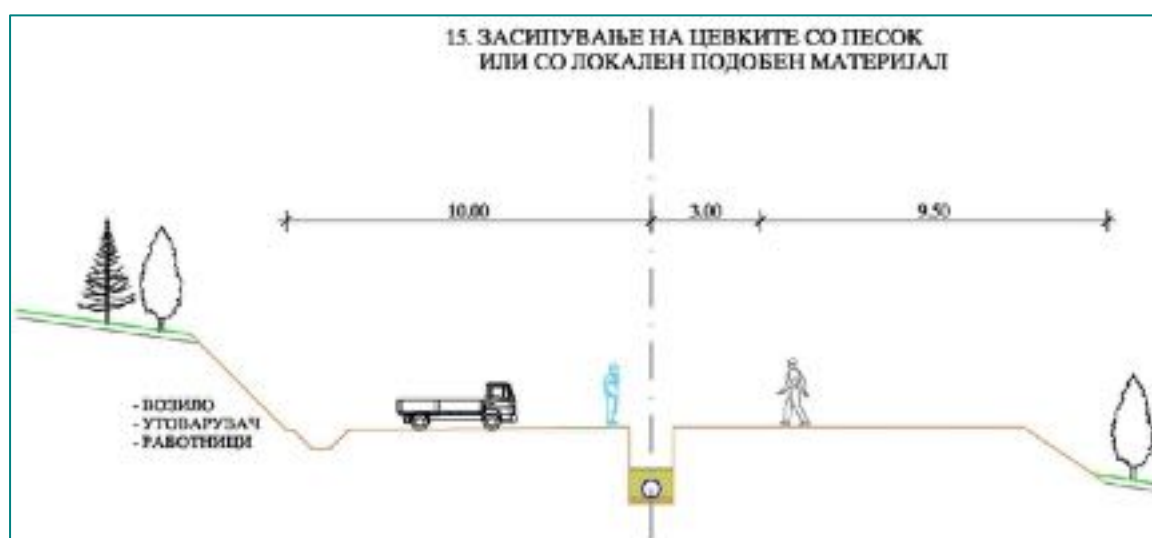 15. ЗАСИПУВАЊЕ НА ЦЕВКИТЕ СО ПЕСОК
ИЛИ СО ЛОКАЛЕН ПОДОБЕН МАТЕРИЈАЛ
10.00 3.00 9.50
- ВОЗИЛО
- УТОВАРУВАЧ
- РАБОТНИЦИ